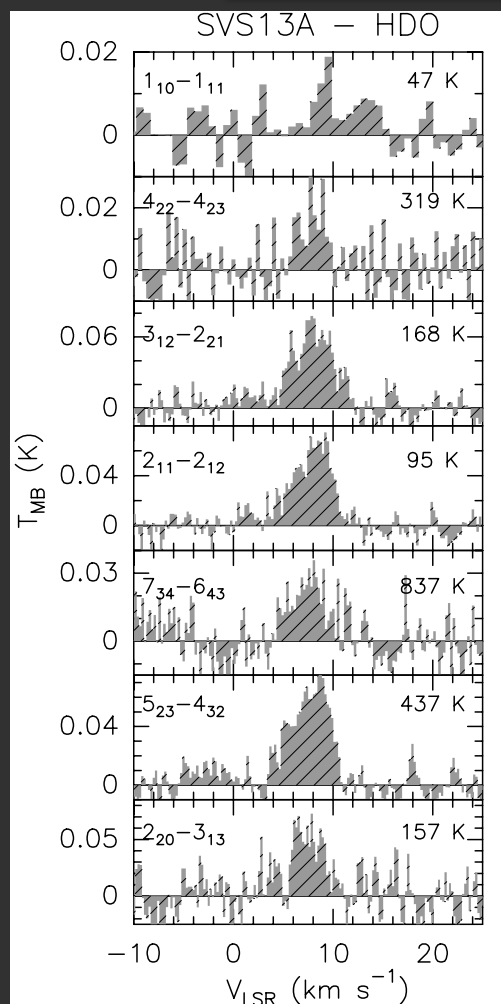 SVS13A – HDO
0.02
1₁₀–1₁₁ 47 K
0
4₂₂–4₂₃ 319 K
0.02
0
3₁₂–2₂₁ 168 K
0.06
0
2₁₁–2₁₂ 95 K
0.04
0
7₃₄–6₄₃ 837 K
0.03
0
5₂₃–4₃₂ 437 K
0.04
0
2₂₀–3₁₃ 157 K
0.05
0
T_MB (K)
−10 0 10 20
V_LSR (km s⁻¹)